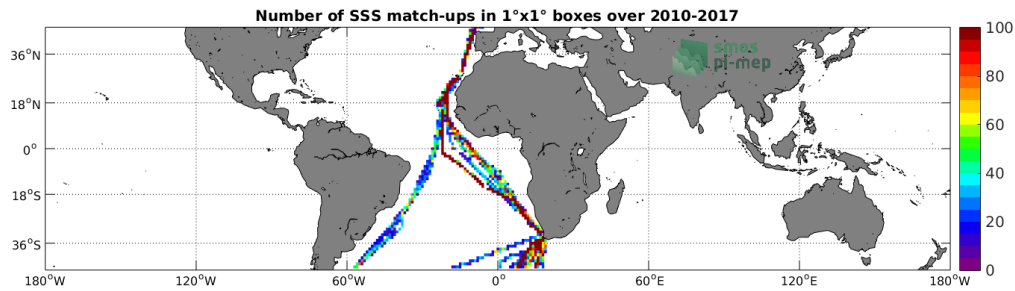 Number of SSS match-ups in 1°x1° boxes over 2010-2017
smos
pi-mep
36°N
18°N
0°
18°S
36°S
180°W
120°W
60°W
0°
60°E
120°E
180°W
100
80
60
40
20
0